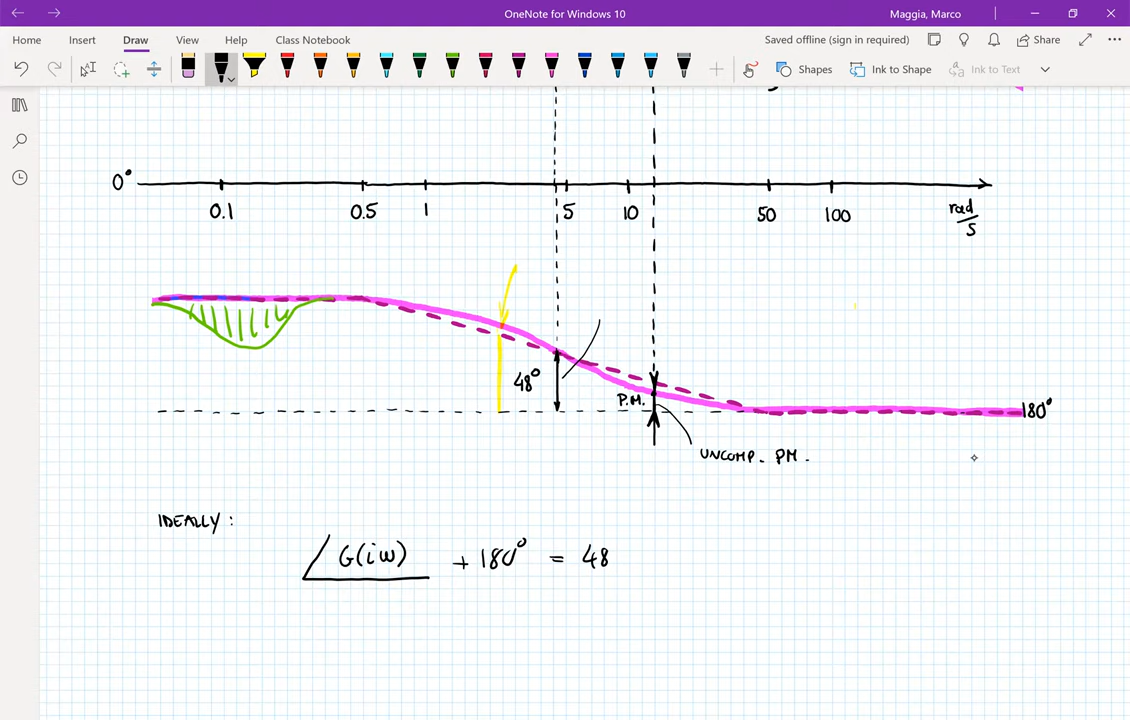 OneNote for Windows 10
Maggia, Marco
Home Insert Draw View Help Class Notebook
Saved offline (sign in required)
Share
Shapes
Ink to Shape
Ink to Text
0°
0.1 0.5 1 5 10 50 100 rad/s
48°
P.M.
180°
UNCOMP. PM.
IDEALLY:
∠G(iω) + 180° = 48